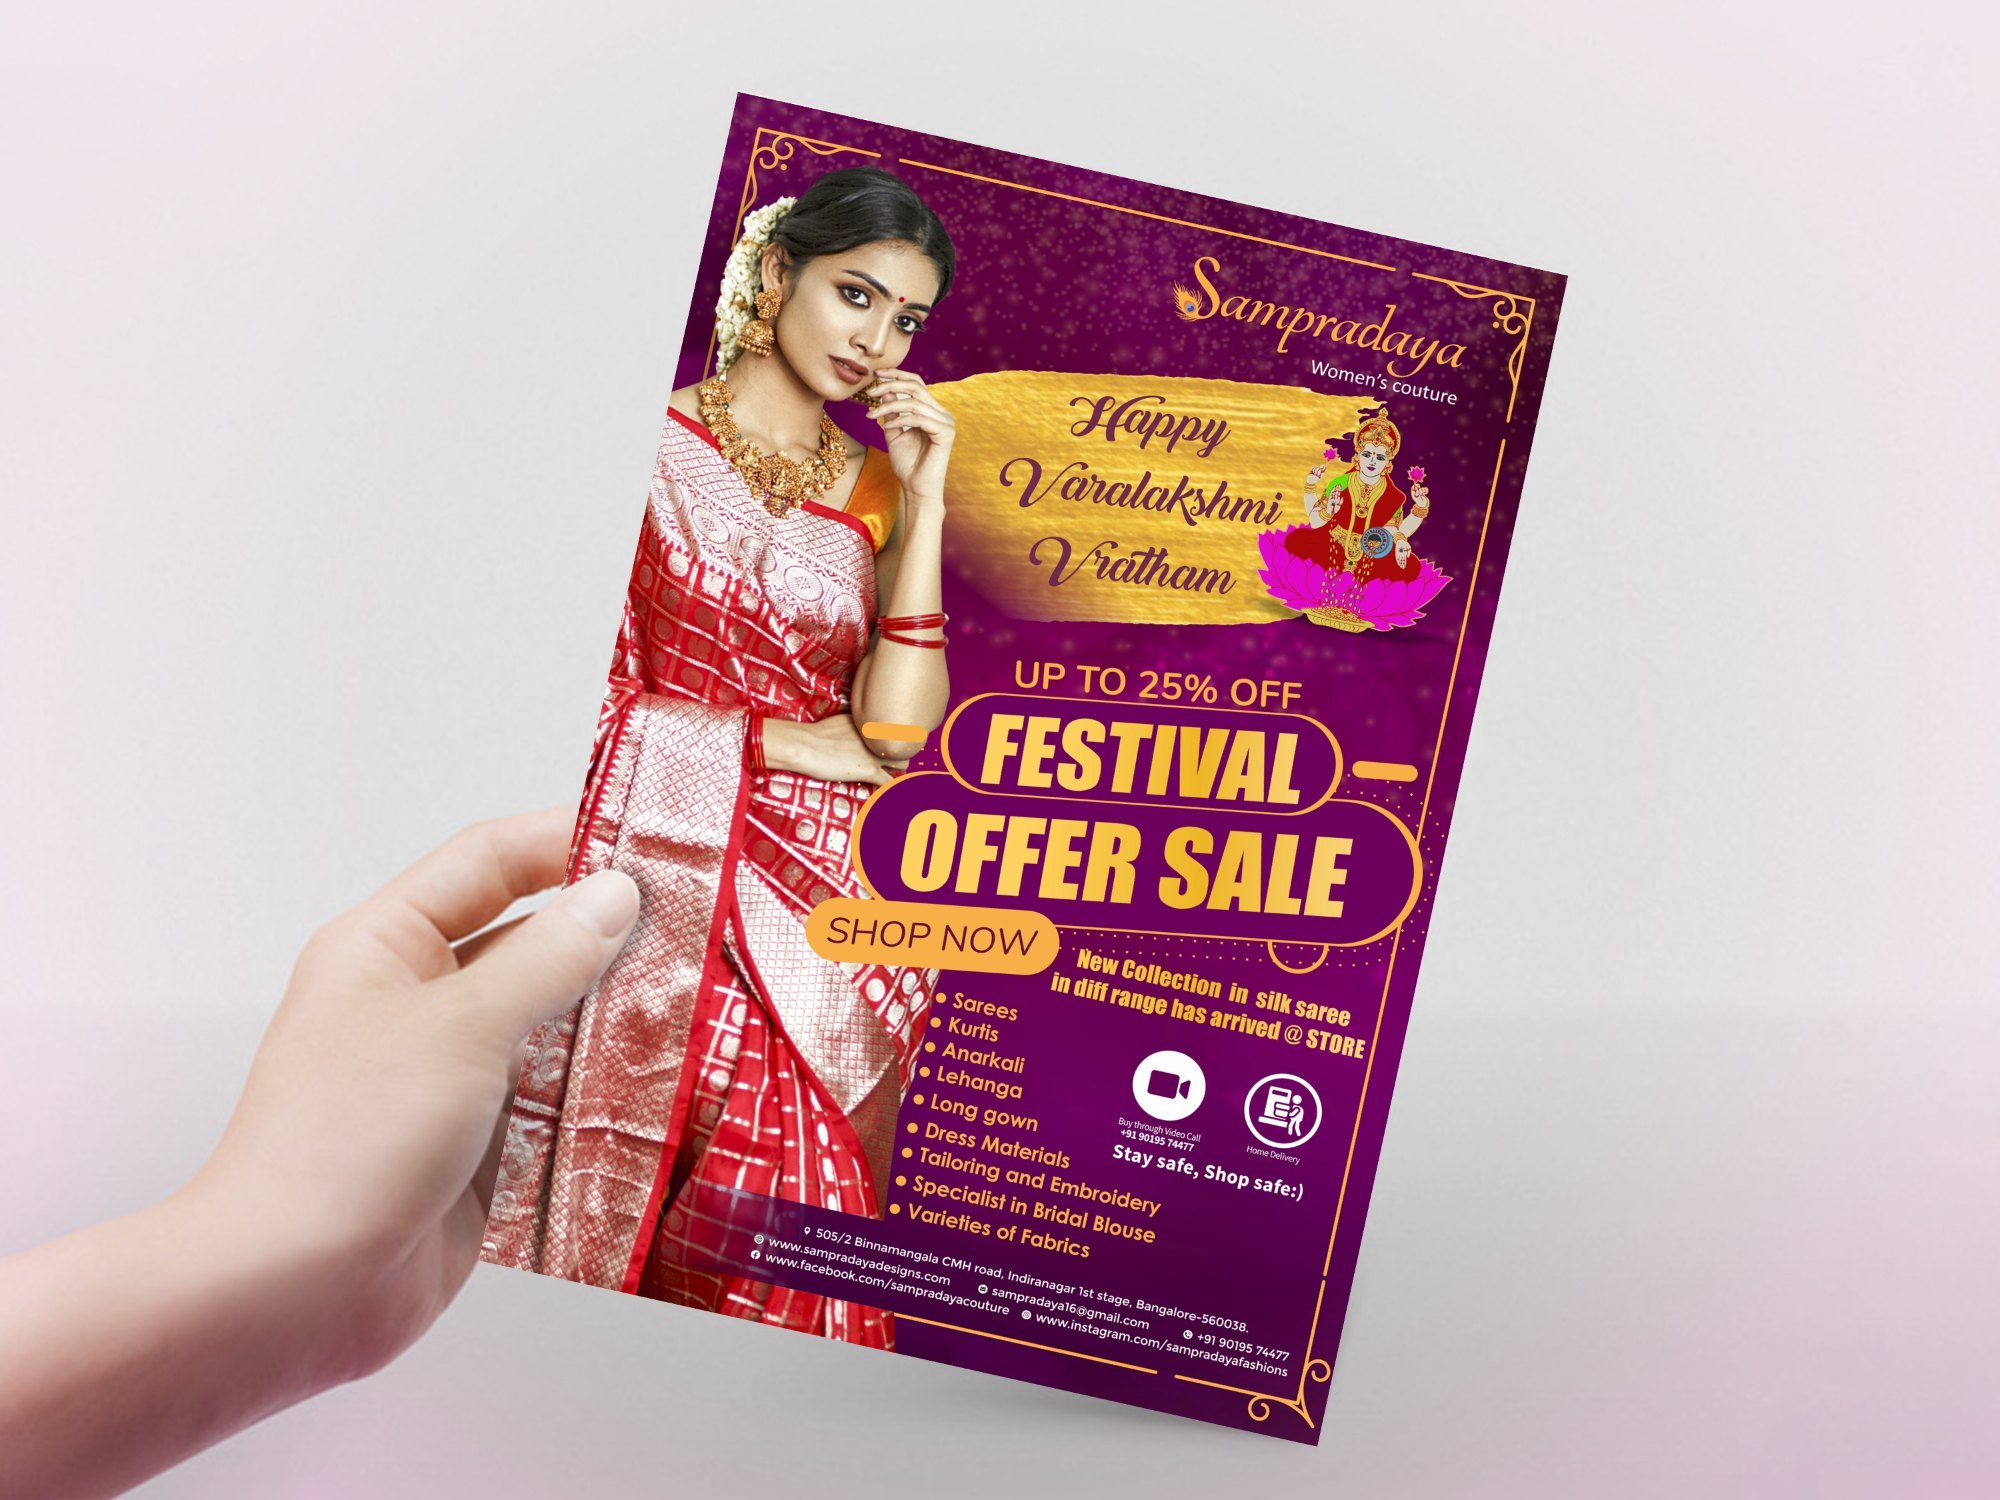 Sampradaya
Women's couture
Happy
Varalakshmi
Vratham
UP TO 25% OFF
FESTIVAL
OFFER SALE
SHOP NOW
New Collection in silk saree
in diff range has arrived @ STORE
Sarees
Kurtis
Anarkali
Lehanga
Long gown
Dress Materials
Tailoring and Embroidery
Specialist in Bridal Blouse
Varieties of Fabrics
Buy through Video Call
+91 90195 74477
Home Delivery
Stay safe, Shop safe:)
505/2 Binnamangala CMH road, Indiranagar 1st stage, Bangalore-560038.
www.sampradayadesigns.com sampradaya16@gmail.com +91 90195 74477
www.facebook.com/sampradayacouture www.instagram.com/sampradayafashions